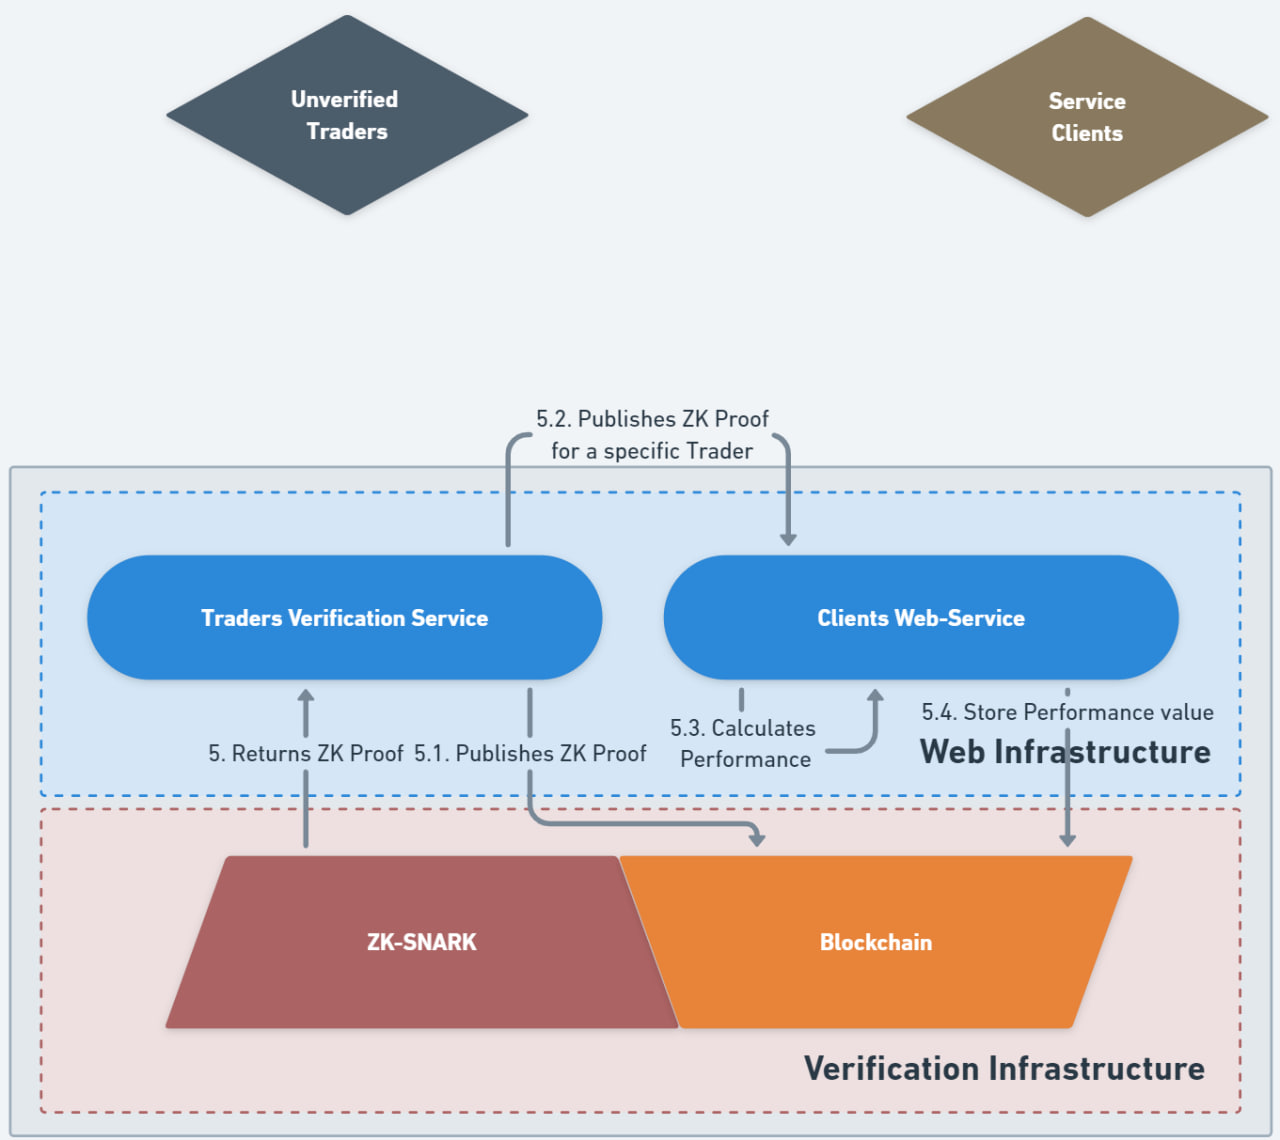 Unverified
Traders
Service
Clients
5.2. Publishes ZK Proof
for a specific Trader
Traders Verification Service
Clients Web-Service
5. Returns ZK Proof
5.1. Publishes ZK Proof
5.3. Calculates
Performance
5.4. Store Performance value
Web Infrastructure
ZK-SNARK
Blockchain
Verification Infrastructure